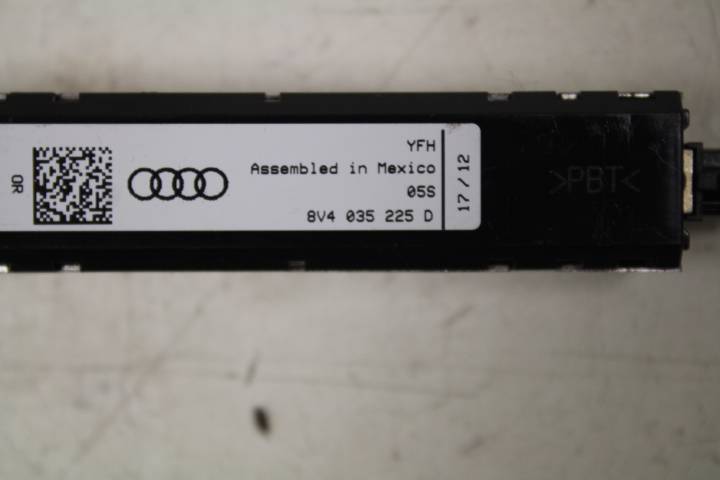 YFH
Assembled in Mexico
05S
8V4 035 225 D
17/12
OR
>PBT<